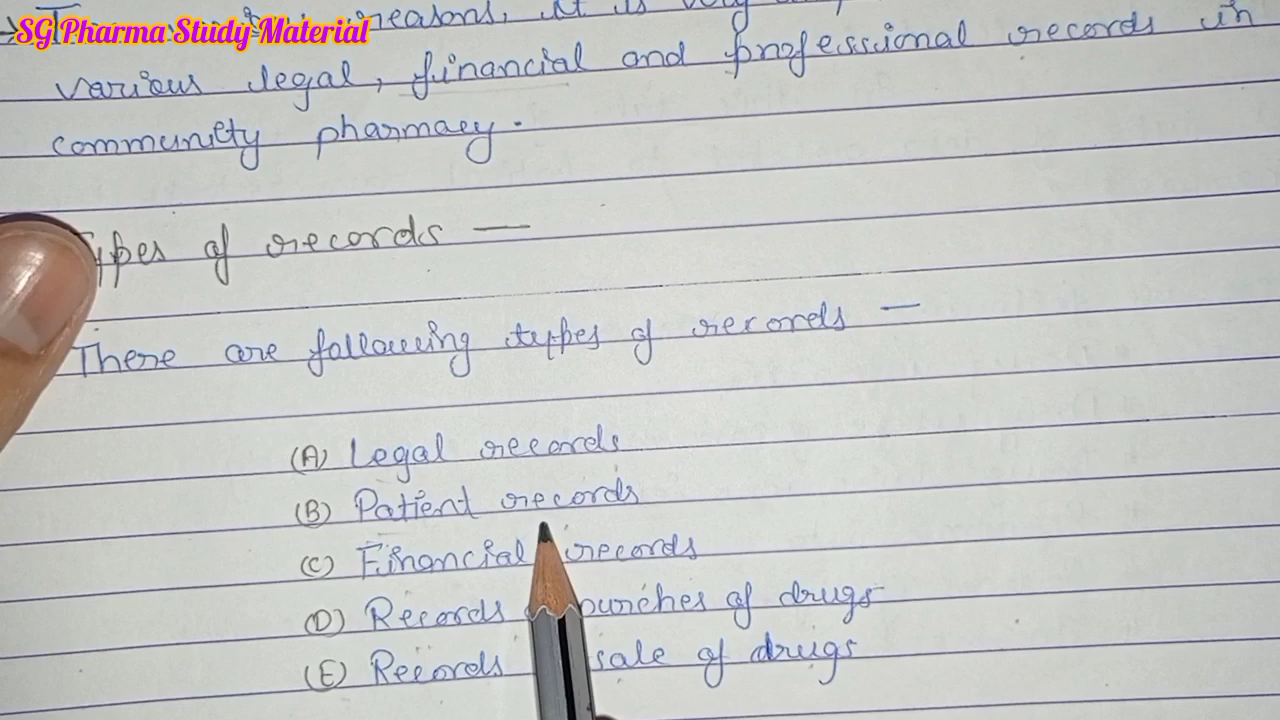 SG Pharma Study Material
reasons, it is very
various legal, financial and professional records in
community pharmacy.
Types of records —
There are following types of records —
(A) Legal records
(B) Patient records
(C) Financial records
(D) Records purches of drugs
(E) Records sale of drugs